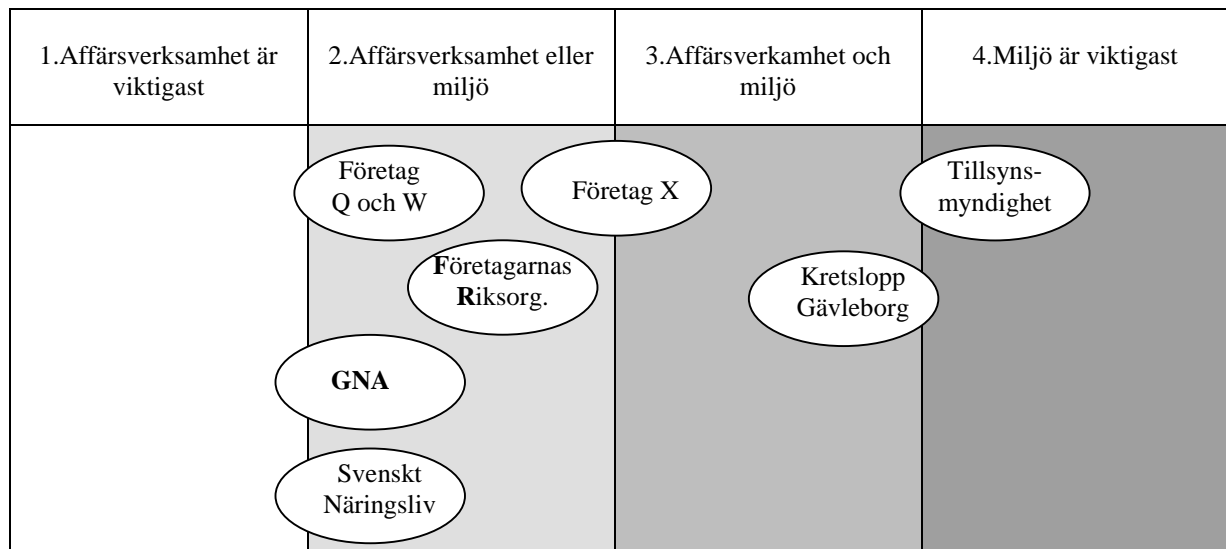 1.Affärsverksamhet är
viktigast
2.Affärsverksamhet eller
miljö
3.Affärsverkamhet och
miljö
4.Miljö är viktigast
Företag
Q och W
Företag X
Tillsyns-
myndighet
Företagarnas
Riksorg.
Kretslopp
Gävleborg
GNA
Svenskt
Näringsliv